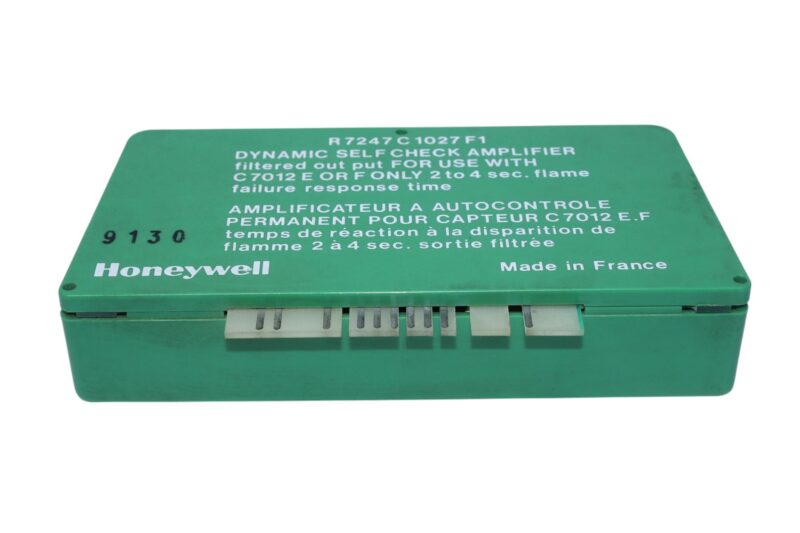 R7247C1027F1
DYNAMIC SELF CHECK AMPLIFIER
filtered out put FOR USE WITH
C7012 E OR F ONLY 2 to 4 sec. flame
failure response time
AMPLIFICATEUR A AUTOCONTROLE
PERMANENT POUR CAPTEUR C7012 E.F
temps de réaction à la disparition de
flamme 2 à 4 sec. sortie filtrée
9130
Honeywell
Made in France